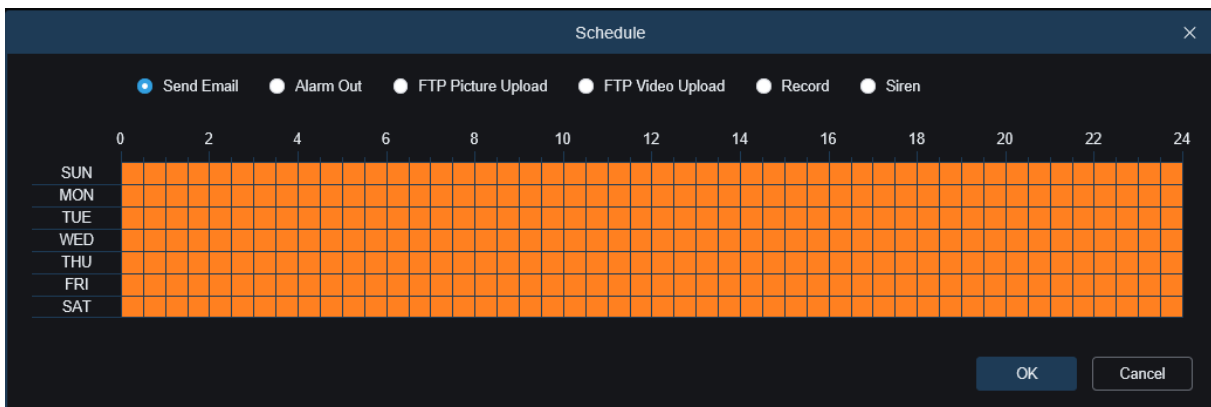 Schedule
Send Email Alarm Out FTP Picture Upload FTP Video Upload Record Siren
0 2 4 6 8 10 12 14 16 18 20 22 24
SUN
MON
TUE
WED
THU
FRI
SAT
OK Cancel